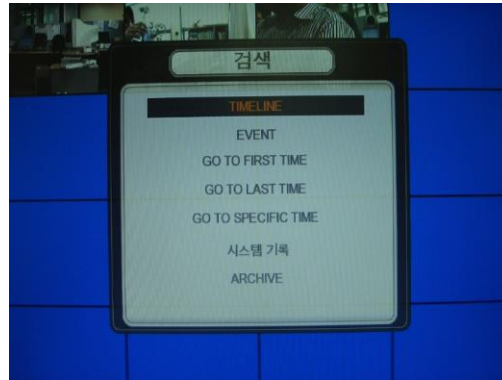 검색
TIMELINE
EVENT
GO TO FIRST TIME
GO TO LAST TIME
GO TO SPECIFIC TIME
시스템 기록
ARCHIVE